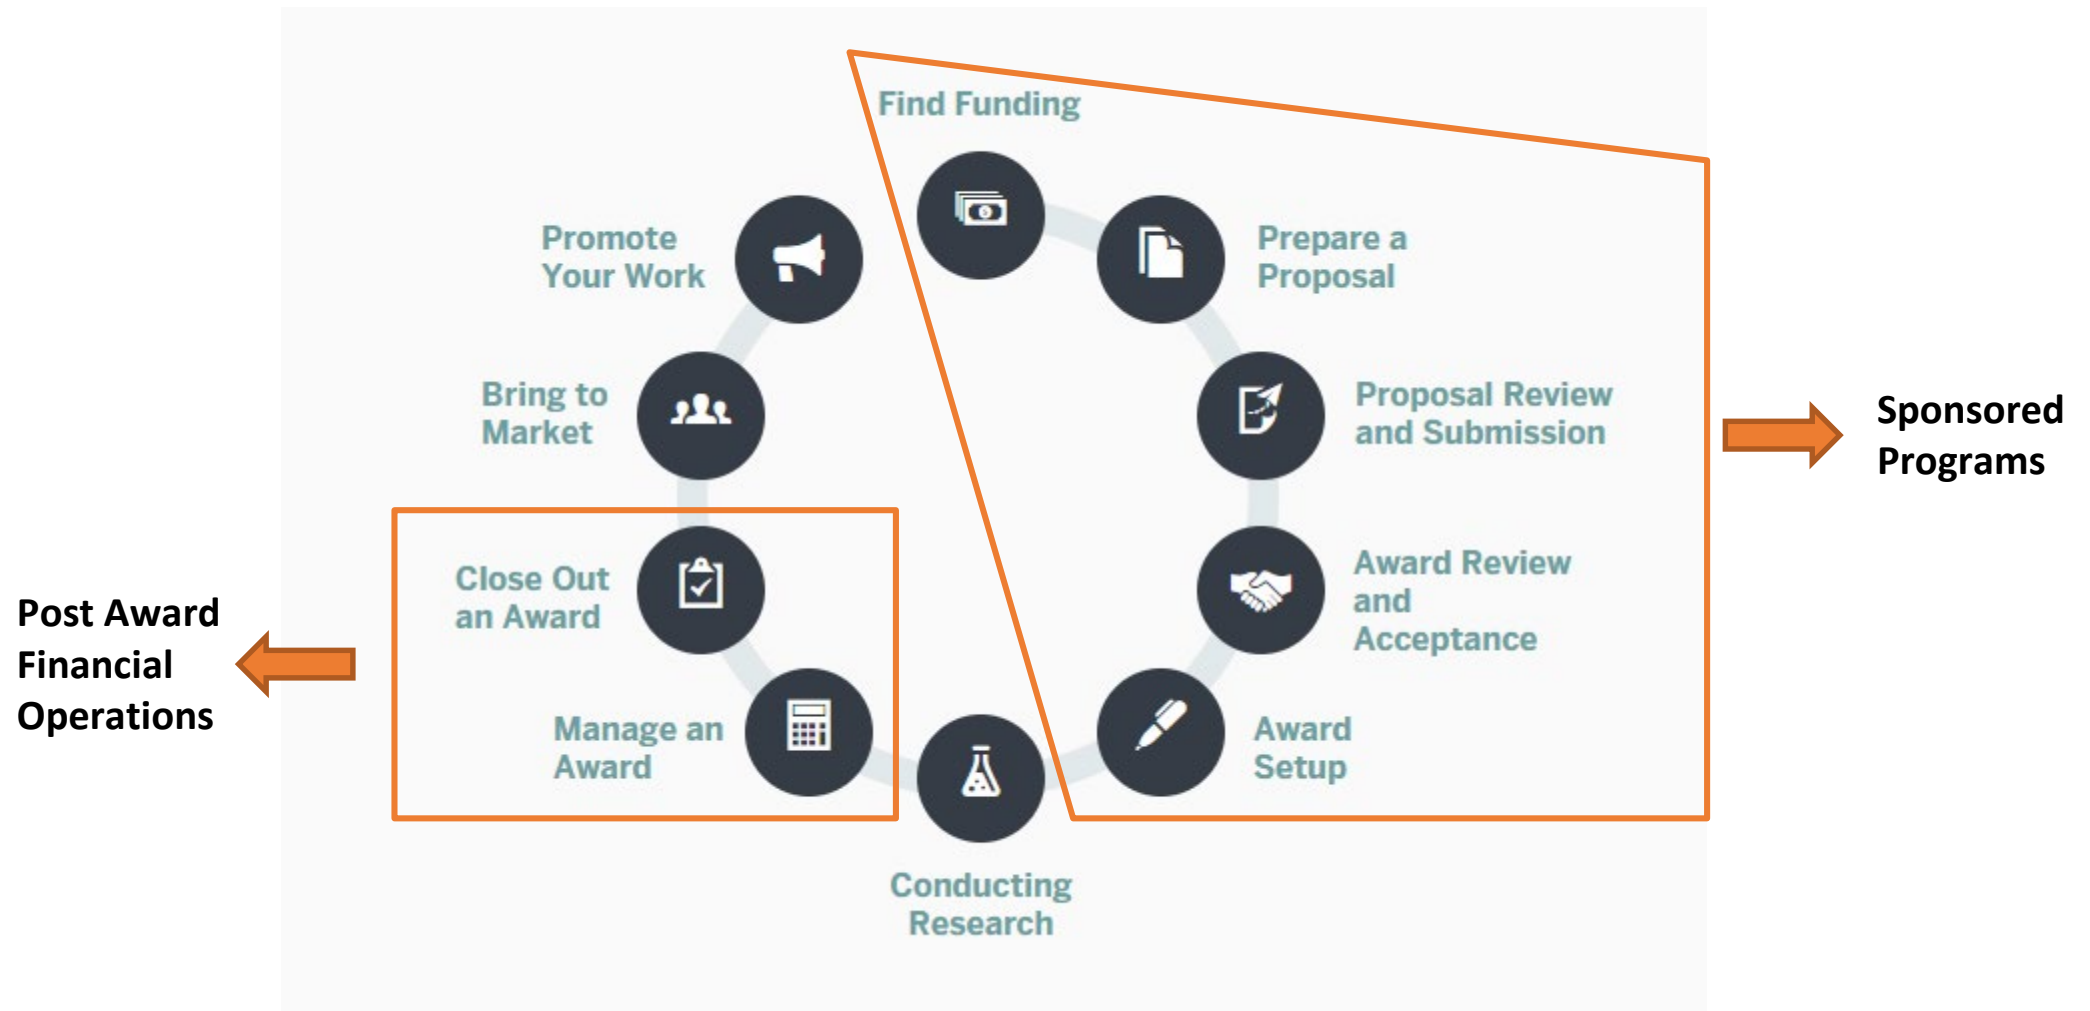 Find Funding
Prepare a
Proposal
Proposal Review
and Submission
Award Review
and
Acceptance
Award
Setup
Conducting
Research
Manage an
Award
Close Out
an Award
Bring to
Market
Promote
Your Work
Sponsored
Programs
Post Award
Financial
Operations